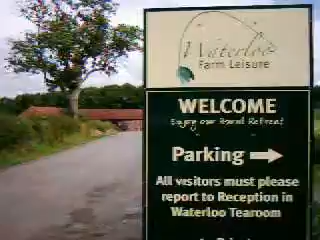 Waterloo
Farm Leisure
WELCOME
Enjoy our Rural Retreat
Parking
All visitors must please
report to Reception in
Waterloo Tearoom